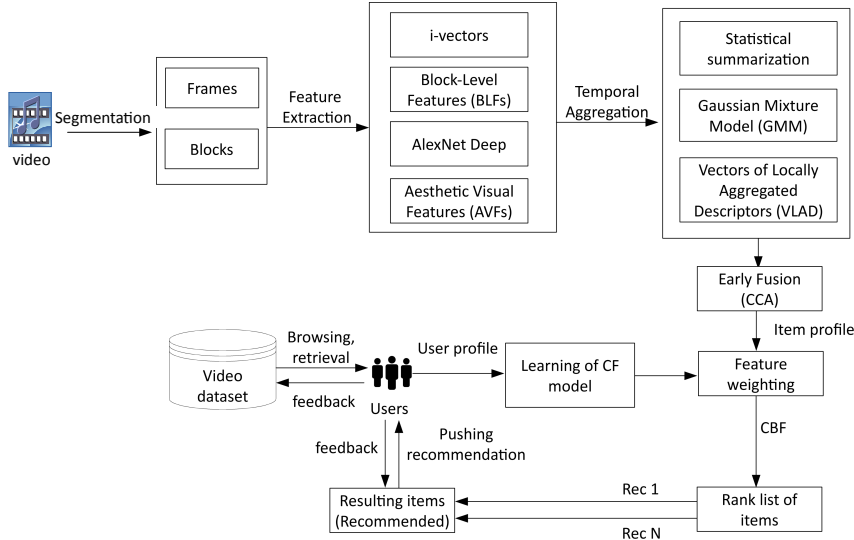 video
Segmentation
Frames
Blocks
Feature
Extraction
i-vectors
Block-Level
Features (BLFs)
AlexNet Deep
Aesthetic Visual
Features (AVFs)
Temporal
Aggregation
Statistical
summarization
Gaussian Mixture
Model (GMM)
Vectors of Locally
Aggregated
Descriptors (VLAD)
Early Fusion
(CCA)
Item profile
Video
dataset
Browsing,
retrieval
feedback
Users
User profile
Learning of CF
model
Feature
weighting
CBF
feedback
Pushing
recommendation
Resulting items
(Recommended)
Rec 1
Rec N
Rank list of
items